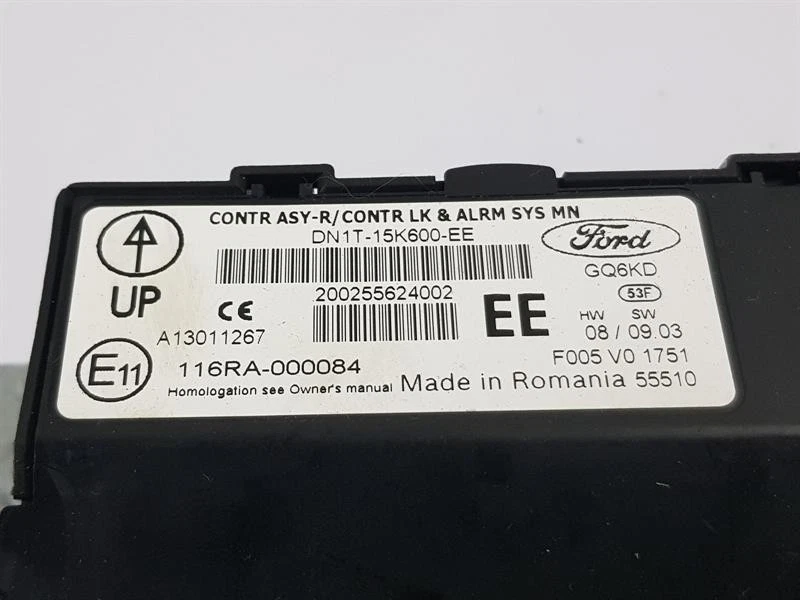 CONTR ASY-R/CONTR LK & ALRM SYS MN
DN1T-15K600-EE
Ford
UP
GQ6KD
53F
200255624002
EE
HW SW
08 / 09.03
A13011267
F005 V0 1751
E11
116RA-000084
Homologation see Owner's manual
Made in Romania 55510